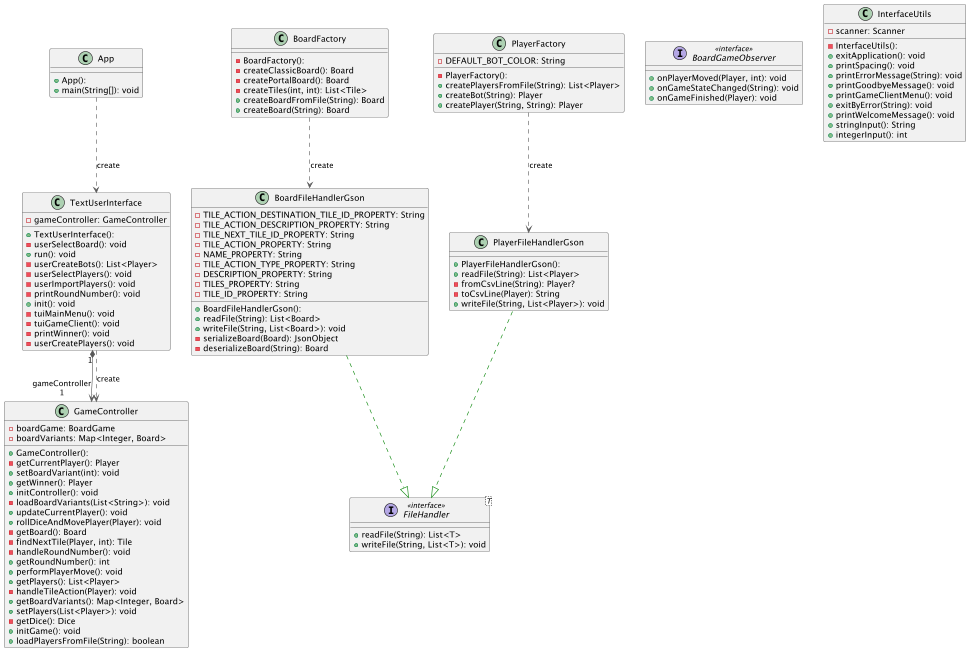 App
App():
main(String[]): void
create
BoardFactory
BoardFactory():
createClassicBoard(): Board
createPortalBoard(): Board
createTiles(int, int): List<Tile>
createBoardFromFile(String): Board
createBoard(String): Board
create
PlayerFactory
DEFAULT_BOT_COLOR: String
PlayerFactory():
createPlayersFromFile(String): List<Player>
createBot(String): Player
createPlayer(String, String): Player
create
«interface»
BoardGameObserver
onPlayerMoved(Player, int): void
onGameStateChanged(String): void
onGameFinished(Player): void
InterfaceUtils
scanner: Scanner
InterfaceUtils():
exitApplication(): void
printSpacing(): void
printErrorMessage(String): void
printGoodbyeMessage(): void
printGameClientMenu(): void
exitByError(String): void
printWelcomeMessage(): void
stringInput(): String
integerInput(): int
TextUserInterface
gameController: GameController
TextUserInterface():
userSelectBoard(): void
run(): void
userCreateBots(): List<Player>
userSelectPlayers(): void
userImportPlayers(): void
printRoundNumber(): void
init(): void
tuiMainMenu(): void
tuiGameClient(): void
printWinner(): void
userCreatePlayers(): void
1
create
gameController
1
BoardFileHandlerGson
TILE_ACTION_DESTINATION_TILE_ID_PROPERTY: String
TILE_ACTION_DESCRIPTION_PROPERTY: String
TILE_NEXT_TILE_ID_PROPERTY: String
TILE_ACTION_PROPERTY: String
NAME_PROPERTY: String
TILE_ACTION_TYPE_PROPERTY: String
DESCRIPTION_PROPERTY: String
TILES_PROPERTY: String
TILE_ID_PROPERTY: String
BoardFileHandlerGson():
readFile(String): List<Board>
writeFile(String, List<Board>): void
serializeBoard(Board): JsonObject
deserializeBoard(String): Board
PlayerFileHandlerGson
PlayerFileHandlerGson():
readFile(String): List<Player>
fromCsvLine(String): Player?
toCsvLine(Player): String
writeFile(String, List<Player>): void
GameController
boardGame: BoardGame
boardVariants: Map<Integer, Board>
GameController():
getCurrentPlayer(): Player
setBoardVariant(int): void
getWinner(): Player
initController(): void
loadBoardVariants(List<String>): void
updateCurrentPlayer(): void
rollDiceAndMovePlayer(Player): void
getBoard(): Board
findNextTile(Player, int): Tile
handleRoundNumber(): void
getRoundNumber(): int
performPlayerMove(): void
getPlayers(): List<Player>
handleTileAction(Player): void
getBoardVariants(): Map<Integer, Board>
setPlayers(List<Player>): void
getDice(): Dice
initGame(): void
loadPlayersFromFile(String): boolean
T
«interface»
FileHandler
readFile(String): List<T>
writeFile(String, List<T>): void